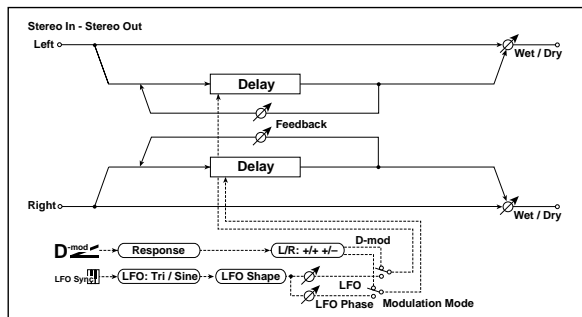 Stereo In - Stereo Out
Left
Wet / Dry
Delay
Feedback
Delay
Right
Wet / Dry
D-mod
Response
L/R: +/+ +/–
D-mod
LFO Sync
LFO: Tri / Sine
LFO Shape
LFO
LFO Phase
Modulation Mode